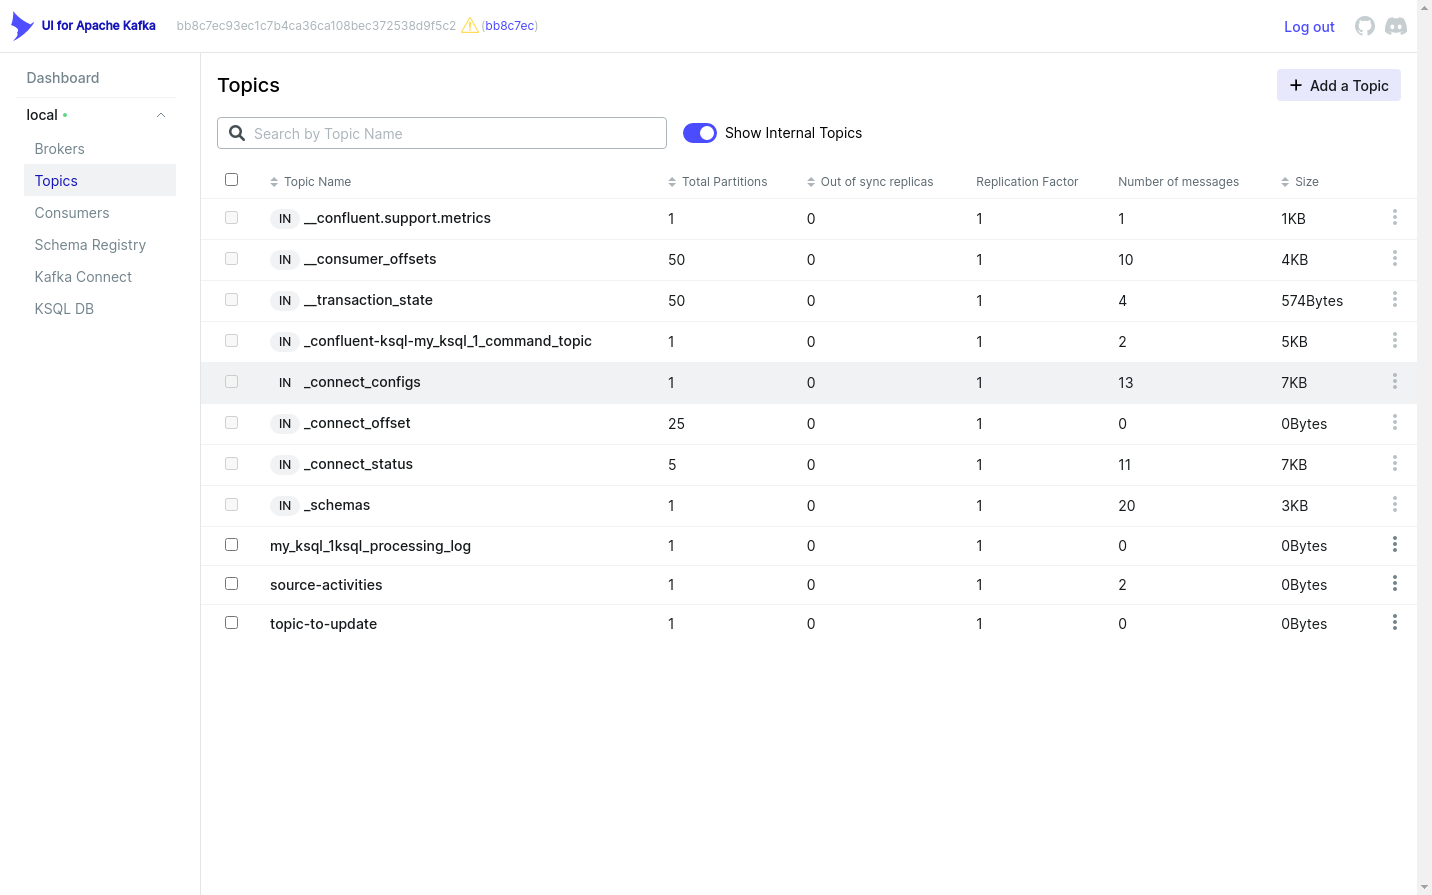 UI for Apache Kafka bb8c7ec93ec1c7b4ca36ca108bec372538d9f5c2 (bb8c7ec) Log out
Dashboard
local
Brokers
Topics
Consumers
Schema Registry
Kafka Connect
KSQL DB
Topics
Add a Topic
Search by Topic Name Show Internal Topics
Topic Name Total Partitions Out of sync replicas Replication Factor Number of messages Size
IN __confluent.support.metrics 1 0 1 1 1KB
IN __consumer_offsets 50 0 1 10 4KB
IN __transaction_state 50 0 1 4 574Bytes
IN _confluent-ksql-my_ksql_1_command_topic 1 0 1 2 5KB
IN _connect_configs 1 0 1 13 7KB
IN _connect_offset 25 0 1 0 0Bytes
IN _connect_status 5 0 1 11 7KB
IN _schemas 1 0 1 20 3KB
my_ksql_1ksql_processing_log 1 0 1 0 0Bytes
source-activities 1 0 1 2 0Bytes
topic-to-update 1 0 1 0 0Bytes